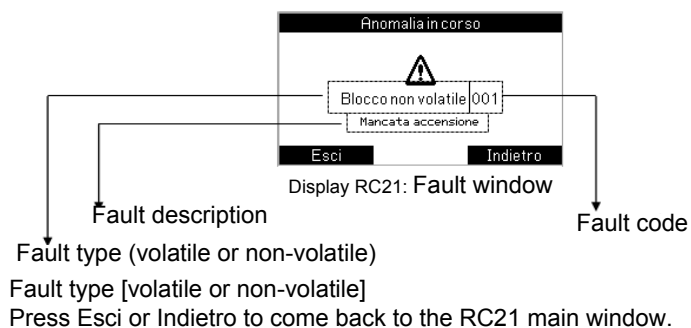 Anomalia in corso
Blocco non volatile 001
Mancata accensione
Esci Indietro
Display RC21: Fault window
Fault description
Fault code
Fault type (volatile or non-volatile)
Fault type [volatile or non-volatile]
Press Esci or Indietro to come back to the RC21 main window.